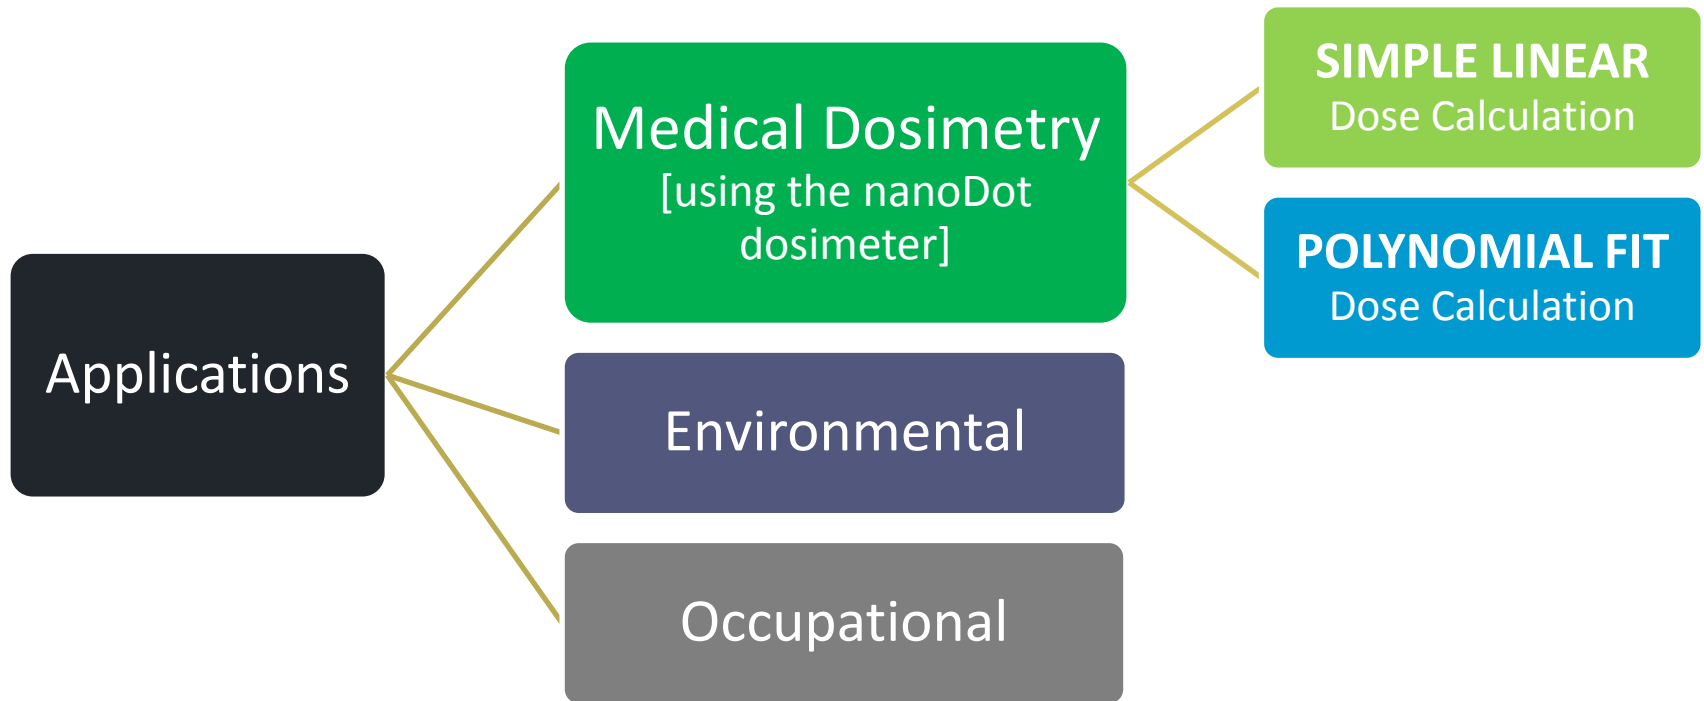 Applications
Medical Dosimetry
[using the nanoDot
dosimeter]
Environmental
Occupational
SIMPLE LINEAR
Dose Calculation
POLYNOMIAL FIT
Dose Calculation